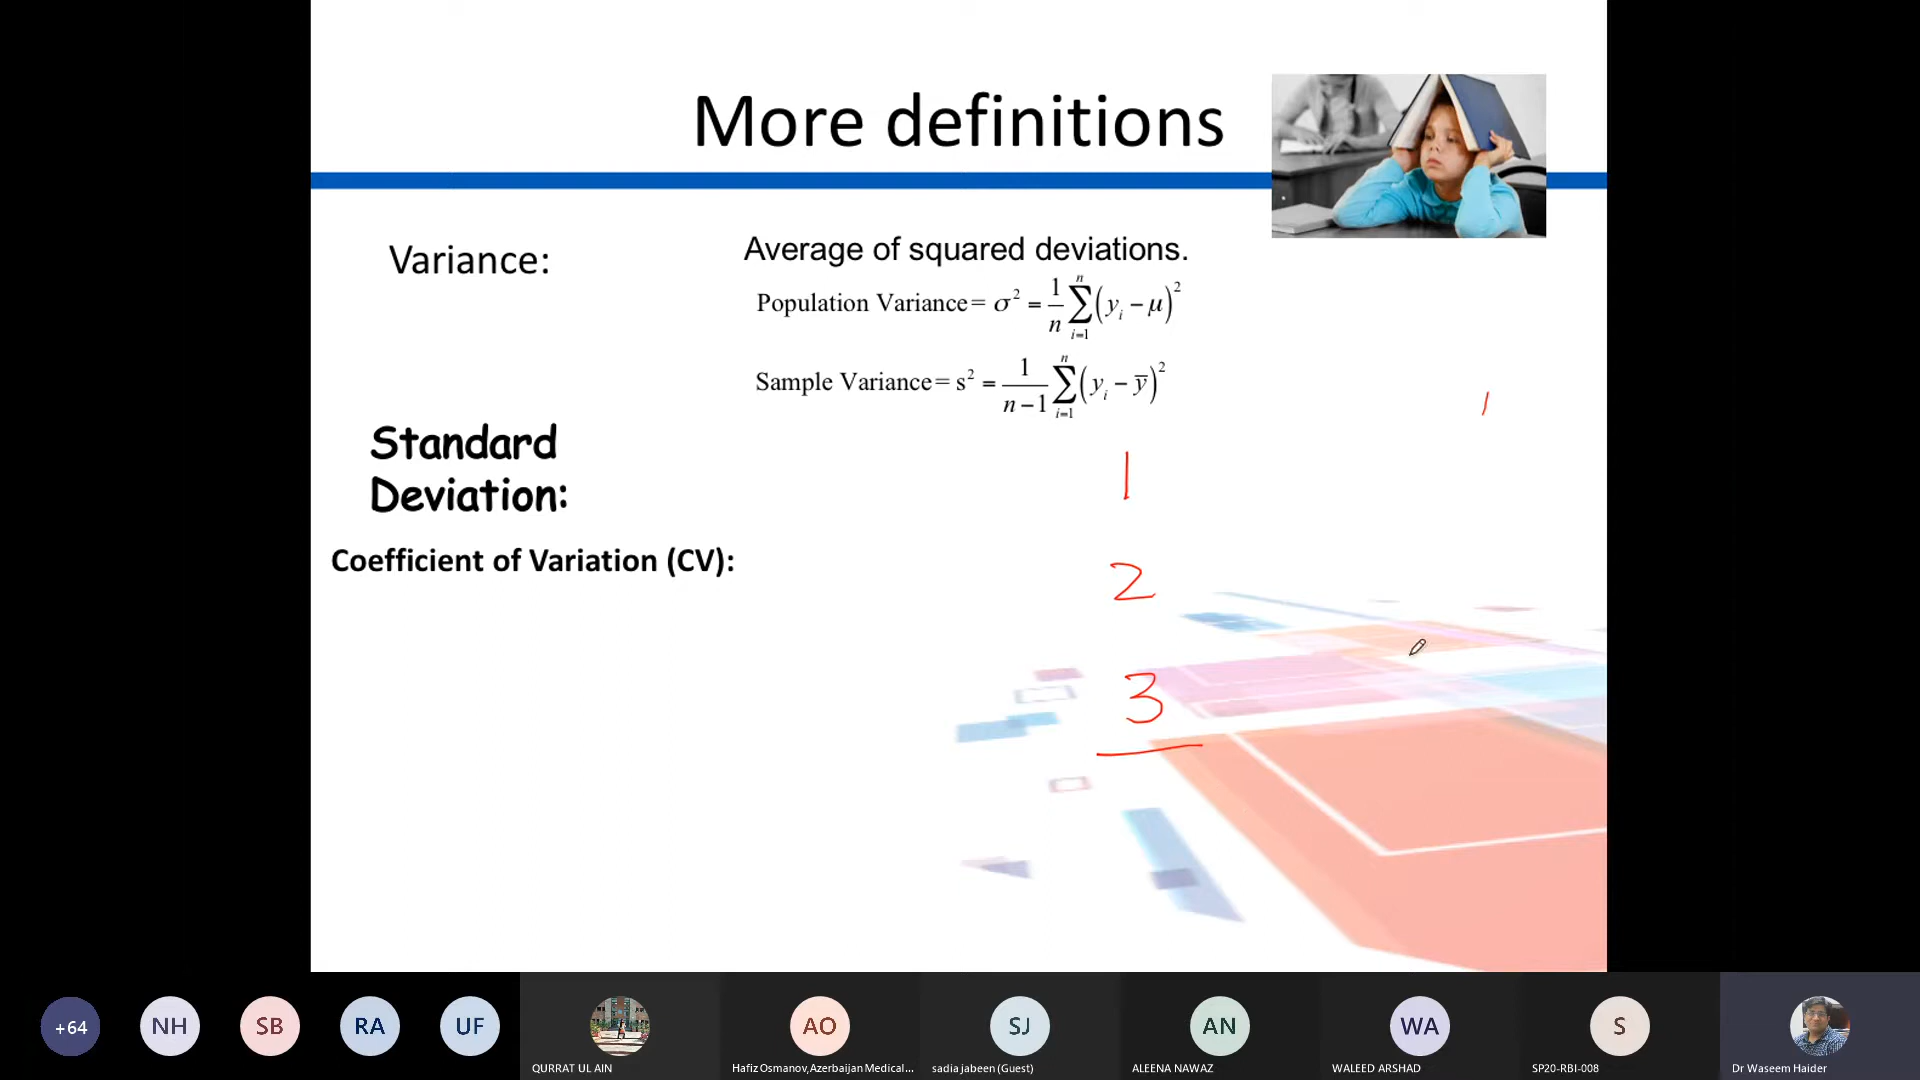 More definitions
Variance:
Average of squared deviations.
Population Variance = σ² = 1/n ∑ⁿᵢ₌₁ (yᵢ − μ)²
Sample Variance = s² = 1/(n−1) ∑ⁿᵢ₌₁ (yᵢ − ȳ)²
Standard
Deviation:
Coefficient of Variation (CV):
1
2
3
+64
NH
SB
RA
UF
AO
SJ
AN
WA
S
QURRAT UL AIN
Hafiz Osmanov,Azerbaijan Medical...
sadia jabeen (Guest)
ALEENA NAWAZ
WALEED ARSHAD
SP20-RBI-008
Dr Waseem Haider